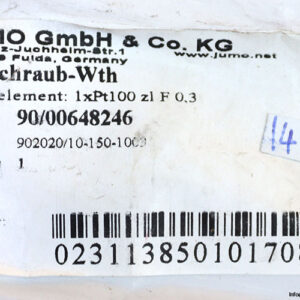 MO GmbH & Co. KG
z-Juchheim-Str.1
Fulda, Germany www.jumo.net
chraub-Wth
element: 1xPt100 zl F 0,3
90/00648246
902020/10-150-1003
1
14
023113850101708